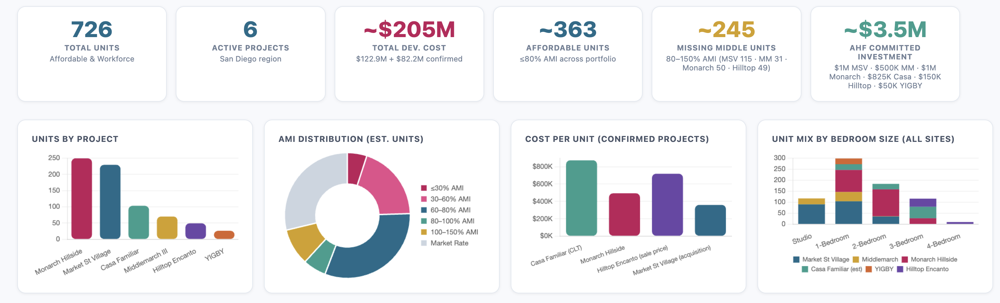 726
TOTAL UNITS
Affordable & Workforce
6
ACTIVE PROJECTS
San Diego region
~$205M
TOTAL DEV. COST
$122.9M + $82.2M confirmed
~363
AFFORDABLE UNITS
≤80% AMI across portfolio
~245
MISSING MIDDLE UNITS
80–150% AMI (MSV 115 · MM 31 ·
Monarch 50 · Hilltop 49)
~$3.5M
AHF COMMITTED
INVESTMENT
$1M MSV · $500K MM · $1M
Monarch · $825K Casa · $150K
Hilltop · $50K YIGBY
UNITS BY PROJECT
250
200
150
100
50
0
Monarch Hillside
Market St Village
Casa Familiar
Middlemarch III
Hilltop Encanto
YIGBY
AMI DISTRIBUTION (EST. UNITS)
≤30% AMI
30–60% AMI
60–80% AMI
80–100% AMI
100–150% AMI
Market Rate
COST PER UNIT (CONFIRMED PROJECTS)
$800K
$600K
$400K
$200K
$0K
Casa Familiar (CLT)
Monarch Hillside
Hilltop Encanto (sale price)
Market St Village (acquisition)
UNIT MIX BY BEDROOM SIZE (ALL SITES)
300
250
200
150
100
50
0
Studio
1-Bedroom
2-Bedroom
3-Bedroom
4-Bedroom
Market St Village Middlemarch Monarch Hillside
Casa Familiar (est) YIGBY Hilltop Encanto